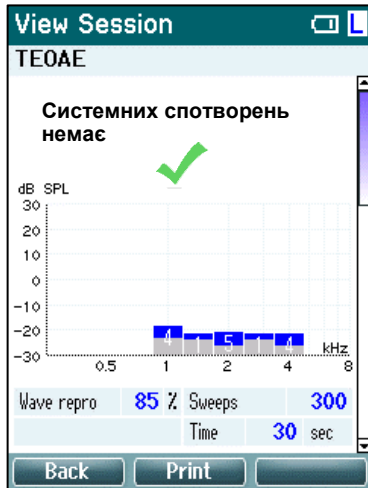 View Session L
TEOAE
Системних спотворень
немає
dB SPL
30
20
10
0
-10
-20
-30
4 1 5 1 4
kHz
0.5 1 2 4 8
Wave repro 85 % Sweeps 300
Time 30 sec
Back Print